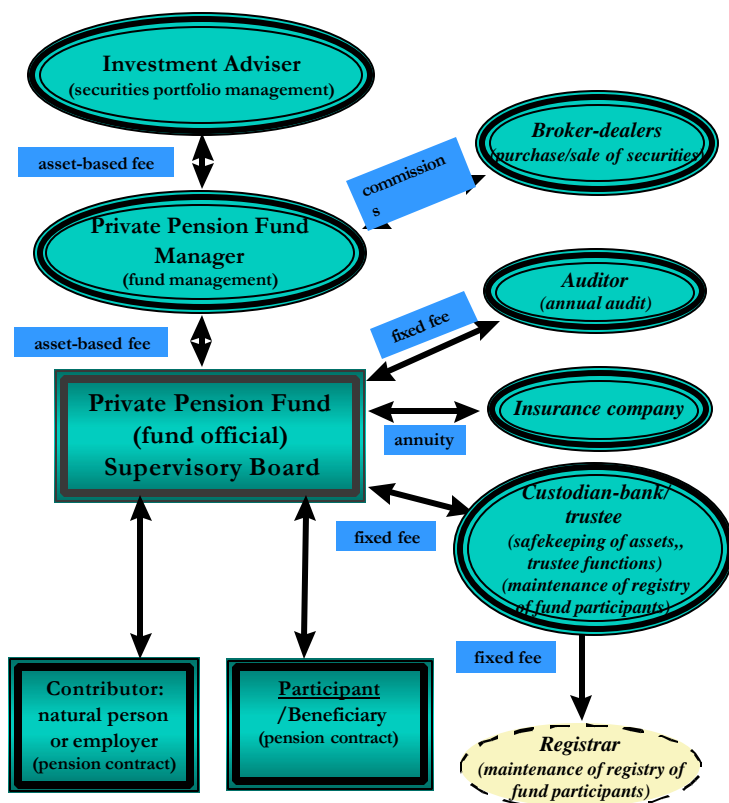 Investment Adviser
(securities portfolio management)
asset-based fee
Broker-dealers
(purchase/sale of securities)
commission
s
Private Pension Fund
Manager
(fund management)
Auditor
(annual audit)
fixed fee
asset-based fee
Private Pension Fund
(fund official)
Supervisory Board
Insurance company
annuity
Custodian-bank/
trustee
(safekeeping of assets,,
trustee functions)
(maintenance of registry
of fund participants)
fixed fee
fixed fee
Contributor:
natural person
or employer
(pension contract)
Participant
/Beneficiary
(pension contract)
Registrar
(maintenance of registry of
fund participants)